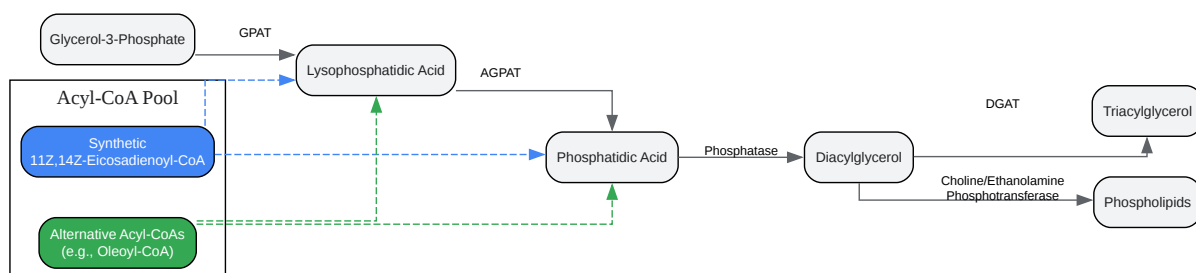 Glycerol-3-Phosphate
GPAT
Lysophosphatidic Acid
Acyl-CoA Pool
Synthetic
11Z,14Z-Eicosadienoyl-CoA
Alternative Acyl-CoAs
(e.g., Oleoyl-CoA)
AGPAT
Phosphatidic Acid
Phosphatase
Diacylglycerol
DGAT
Triacylglycerol
Choline/Ethanolamine
Phosphotransferase
Phospholipids